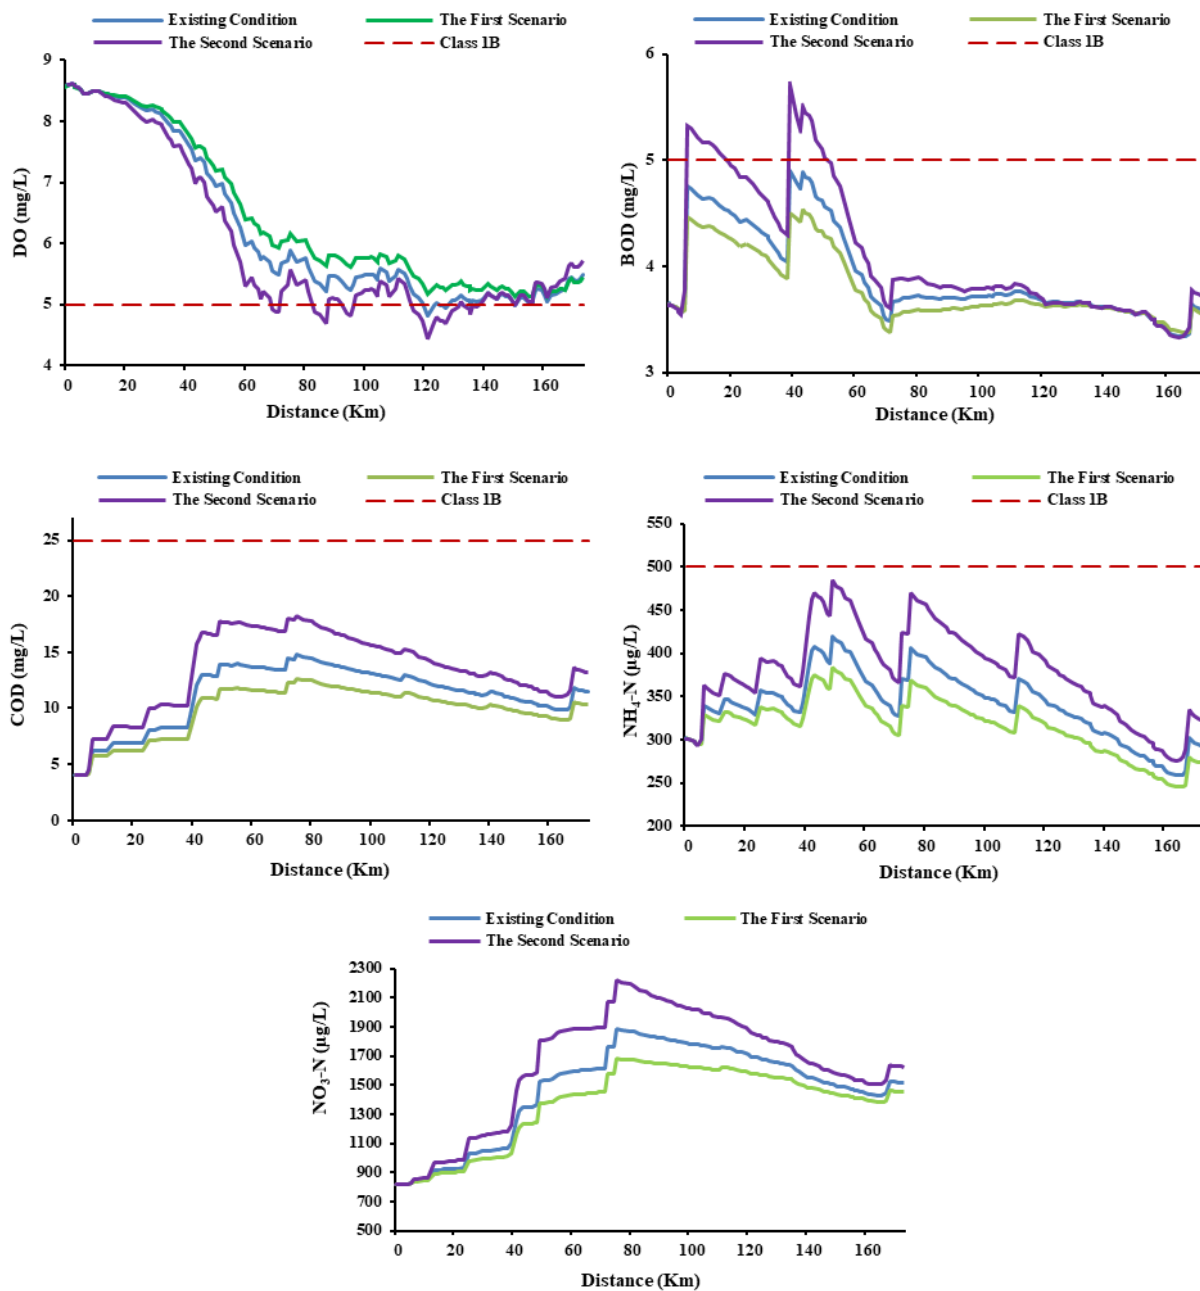 Existing Condition The First Scenario
The Second Scenario Class 1B
9
8
7
6
5
4
DO (mg/L)
0 20 40 60 80 100 120 140 160
Distance (Km)
Existing Condition The First Scenario
The Second Scenario Class 1B
6
5
4
3
BOD (mg/L)
0 20 40 60 80 100 120 140 160
Distance (Km)
Existing Condition The First Scenario
The Second Scenario Class 1B
25
20
15
10
5
0
COD (mg/L)
0 20 40 60 80 100 120 140 160
Distance (Km)
Existing Condition The First Scenario
The Second Scenario Class 1B
550
500
450
400
350
300
250
200
NH₄-N (µg/L)
0 20 40 60 80 100 120 140 160
Distance (Km)
Existing Condition The First Scenario
The Second Scenario
2300
2100
1900
1700
1500
1300
1100
900
700
500
NO₃-N (µg/L)
0 20 40 60 80 100 120 140 160
Distance (Km)